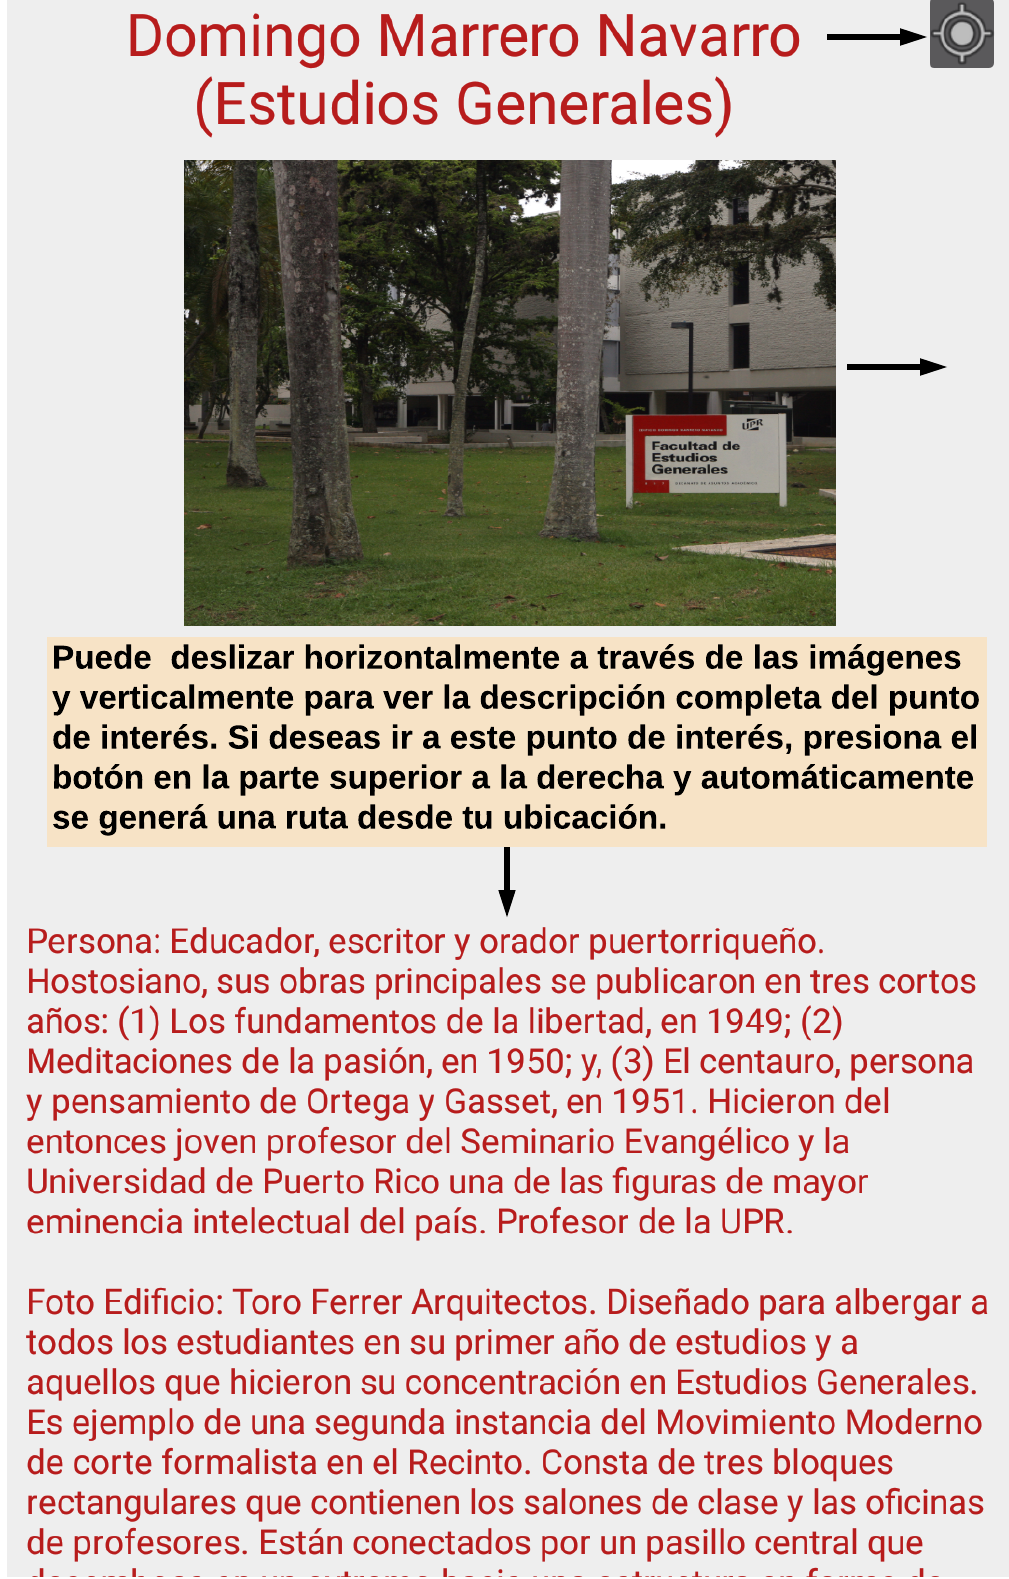 Domingo Marrero Navarro
(Estudios Generales)
UPR
Facultad de
Estudios
Generales
Puede  deslizar horizontalmente a través de las imágenes
y verticalmente para ver la descripción completa del punto
de interés. Si deseas ir a este punto de interés, presiona el
botón en la parte superior a la derecha y automáticamente
se generá una ruta desde tu ubicación.
Persona: Educador, escritor y orador puertorriqueño.
Hostosiano, sus obras principales se publicaron en tres cortos
años: (1) Los fundamentos de la libertad, en 1949; (2)
Meditaciones de la pasión, en 1950; y, (3) El centauro, persona
y pensamiento de Ortega y Gasset, en 1951. Hicieron del
entonces joven profesor del Seminario Evangélico y la
Universidad de Puerto Rico una de las figuras de mayor
eminencia intelectual del país. Profesor de la UPR.
Foto Edificio: Toro Ferrer Arquitectos. Diseñado para albergar a
todos los estudiantes en su primer año de estudios y a
aquellos que hicieron su concentración en Estudios Generales.
Es ejemplo de una segunda instancia del Movimiento Moderno
de corte formalista en el Recinto. Consta de tres bloques
rectangulares que contienen los salones de clase y las oficinas
de profesores. Están conectados por un pasillo central que